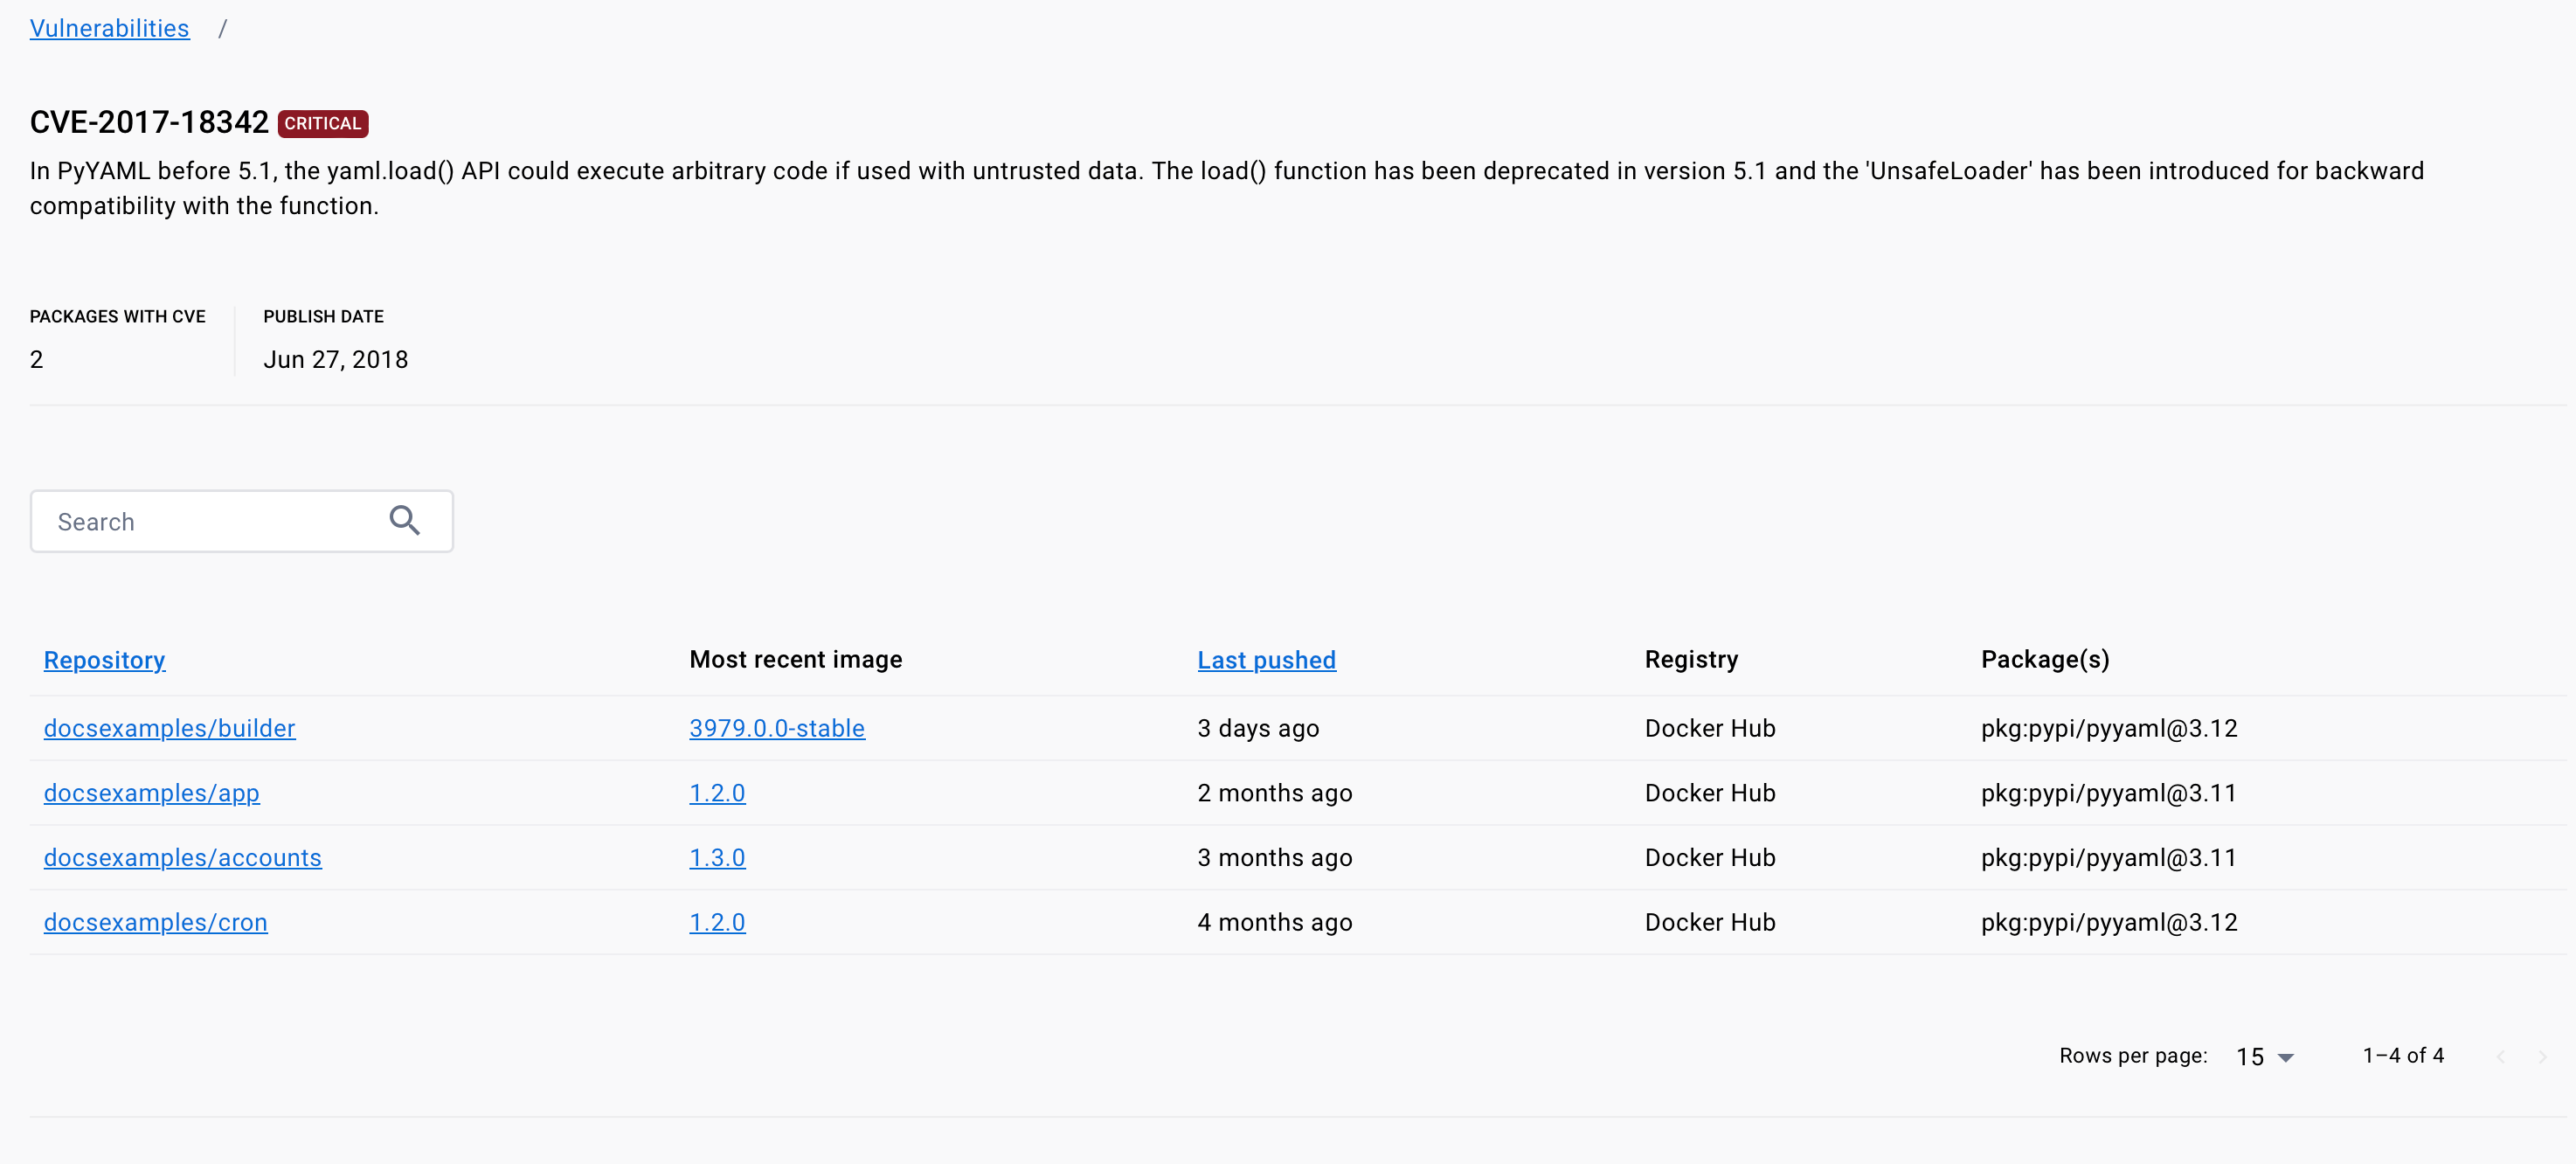 Vulnerabilities /
CVE-2017-18342 CRITICAL
In PyYAML before 5.1, the yaml.load() API could execute arbitrary code if used with untrusted data. The load() function has been deprecated in version 5.1 and the 'UnsafeLoader' has been introduced for backward
compatibility with the function.
PACKAGES WITH CVE PUBLISH DATE
2 Jun 27, 2018
Search
Repository Most recent image Last pushed Registry Package(s)
docsexamples/builder 3979.0.0-stable 3 days ago Docker Hub pkg:pypi/pyyaml@3.12
docsexamples/app 1.2.0 2 months ago Docker Hub pkg:pypi/pyyaml@3.11
docsexamples/accounts 1.3.0 3 months ago Docker Hub pkg:pypi/pyyaml@3.11
docsexamples/cron 1.2.0 4 months ago Docker Hub pkg:pypi/pyyaml@3.12
Rows per page: 15 1–4 of 4